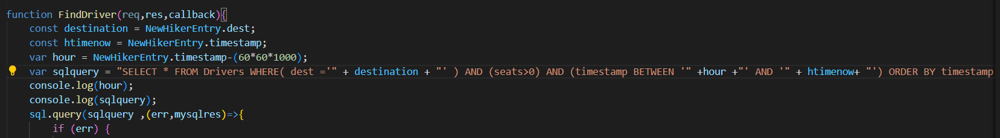 function FindDriver(req,res,callback){
const destination = NewHikerEntry.dest;
const htimenow = NewHikerEntry.timestamp;
var hour = NewHikerEntry.timestamp-(60*60*1000);
var sqlquery = "SELECT * FROM Drivers WHERE( dest ='" + destination + "' ) AND (seats>0) AND (timestamp BETWEEN '" +hour +"' AND '" + htimenow+ "') ORDER BY timestamp
console.log(hour);
console.log(sqlquery);
sql.query(sqlquery ,(err,mysqlres)=>{
if (err) {